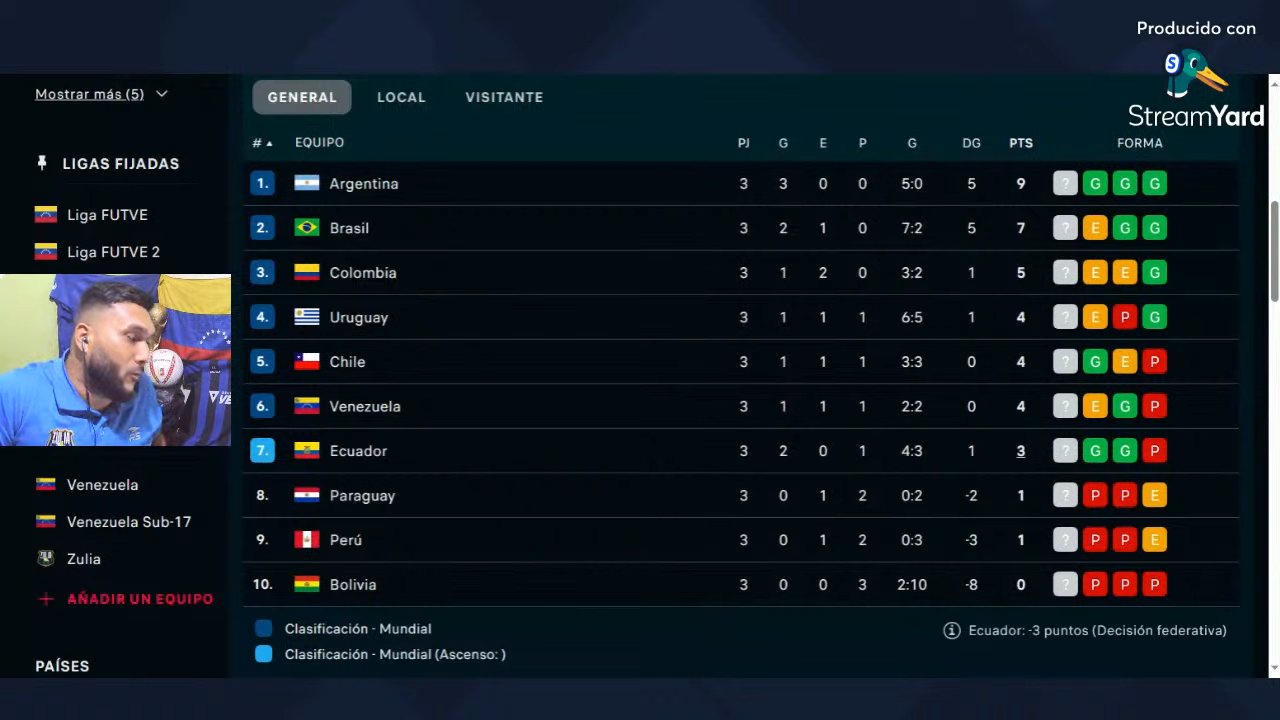 Producido con
StreamYard
Mostrar más (5)
LIGAS FIJADAS
Liga FUTVE
Liga FUTVE 2
Venezuela
Venezuela Sub-17
Zulia
AÑADIR UN EQUIPO
PAÍSES
GENERAL LOCAL VISITANTE
# EQUIPO PJ G E P G DG PTS FORMA
1. Argentina 3 3 0 0 5:0 5 9 ? G G G
2. Brasil 3 2 1 0 7:2 5 7 ? E G G
3. Colombia 3 1 2 0 3:2 1 5 ? E E G
4. Uruguay 3 1 1 1 6:5 1 4 ? E P G
5. Chile 3 1 1 1 3:3 0 4 ? G E P
6. Venezuela 3 1 1 1 2:2 0 4 ? E G P
7. Ecuador 3 2 0 1 4:3 1 3 ? G G P
8. Paraguay 3 0 1 2 0:2 -2 1 ? P P E
9. Perú 3 0 1 2 0:3 -3 1 ? P P E
10. Bolivia 3 0 0 3 2:10 -8 0 ? P P P
Clasificación - Mundial
Clasificación - Mundial (Ascenso: )
Ecuador: -3 puntos (Decisión federativa)